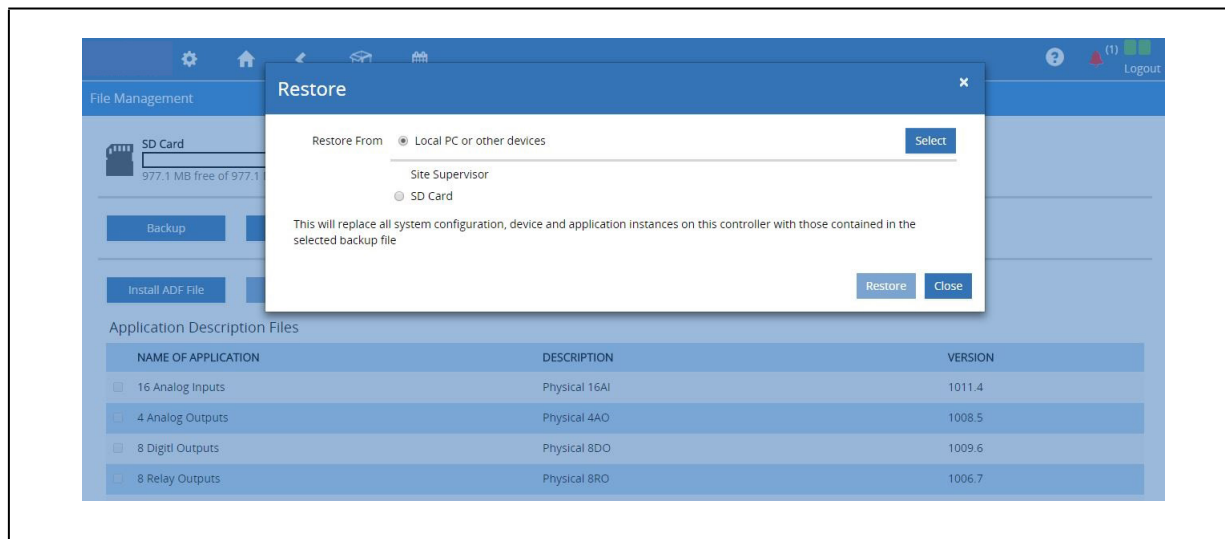 (1)
Logout
File Management
Restore
×
SD Card
977.1 MB free of 977.1
Restore From Local PC or other devices Select
Site Supervisor
SD Card
This will replace all system configuration, device and application instances on this controller with those contained in the
selected backup file
Backup
Restore Close
Install ADF File
Application Description Files
NAME OF APPLICATION DESCRIPTION VERSION
16 Analog Inputs Physical 16AI 1011.4
4 Analog Outputs Physical 4AO 1008.5
8 Digitl Outputs Physical 8DO 1009.6
8 Relay Outputs Physical 8RO 1006.7